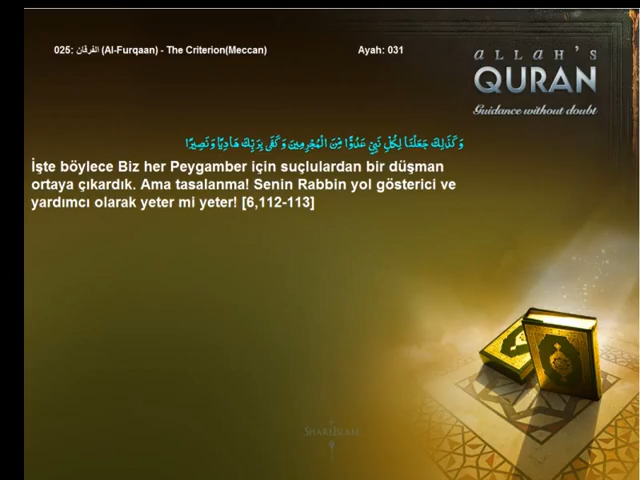 025: الفرقان (Al-Furqaan) - The Criterion(Meccan) Ayah: 031
ALLAH'S
QURAN
Guidance without doubt
وَكَذَٰلِكَ جَعَلْنَا لِكُلِّ نَبِيٍّ عَدُوًّا مِّنَ الْمُجْرِمِينَ وَكَفَىٰ بِرَبِّكَ هَادِيًا وَنَصِيرًا
İşte böylece Biz her Peygamber için suçlulardan bir düşman
ortaya çıkardık. Ama tasalanma! Senin Rabbin yol gösterici ve
yardımcı olarak yeter mi yeter! [6,112-113]
SHAREISLAM